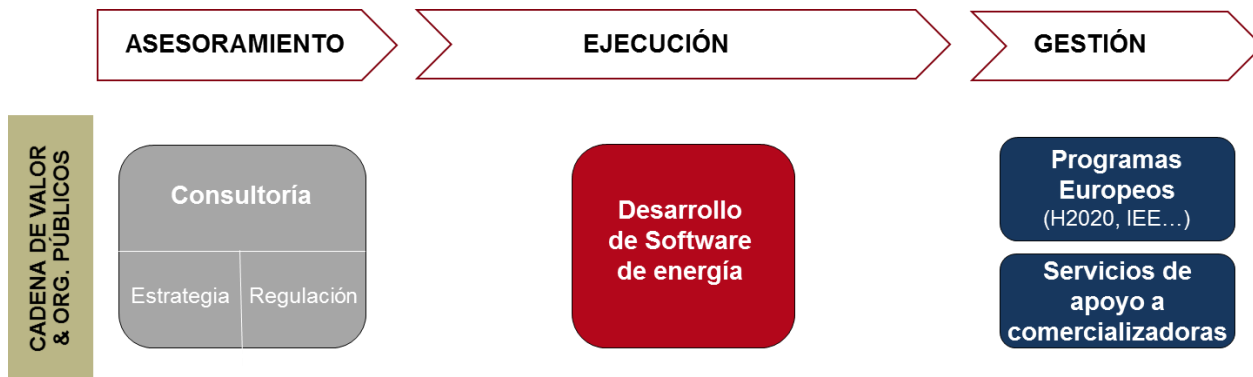 ASESORAMIENTO
EJECUCIÓN
GESTIÓN
CADENA DE VALOR
& ORG. PÚBLICOS
Consultoría
Estrategia
Regulación
Desarrollo
de Software
de energía
Programas
Europeos
(H2020, IEE…)
Servicios de
apoyo a
comercializadoras